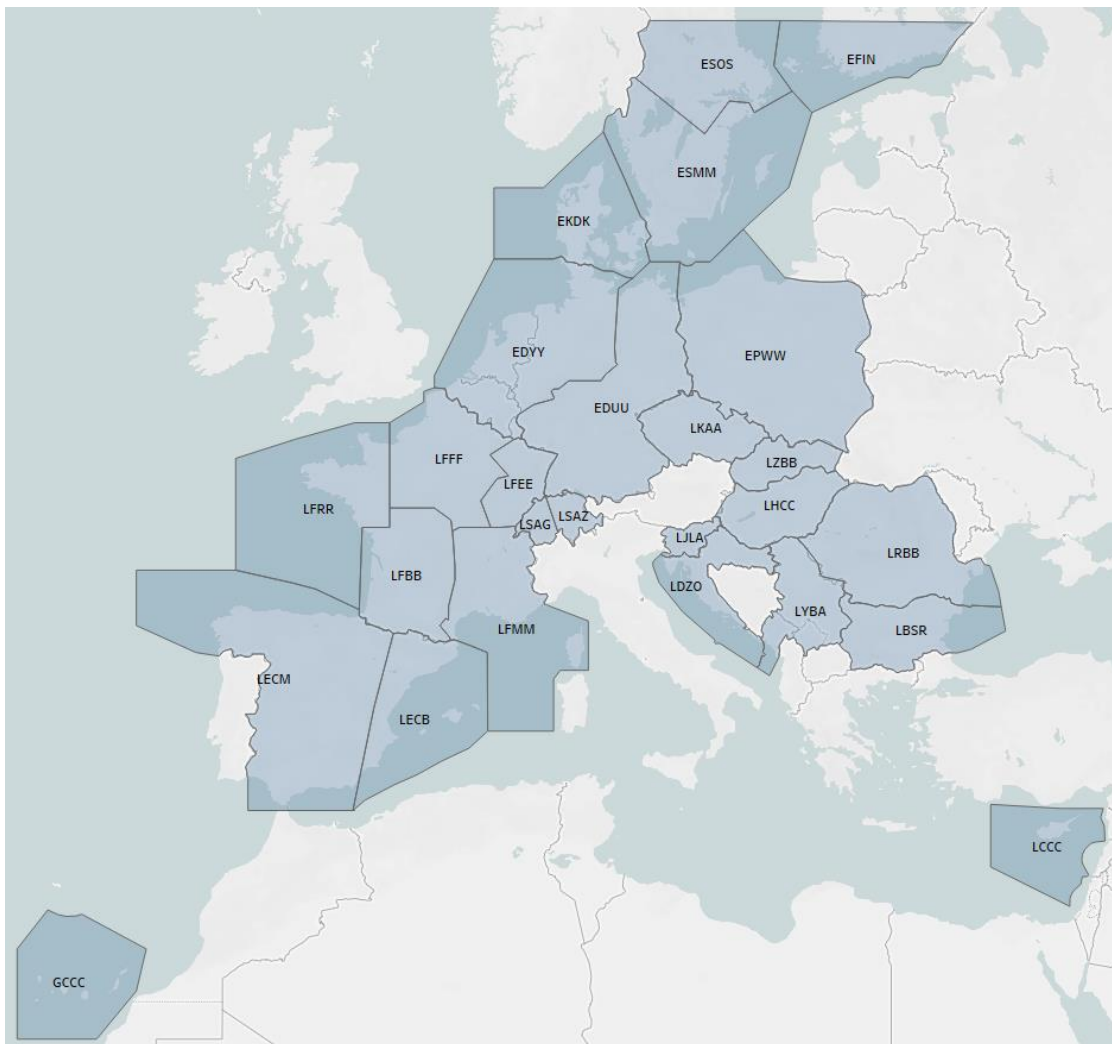 ESOS
EFIN
ESMM
EKDK
EDYY
EPWW
EDUU
LKAA
LFFF
LZBB
LFEE
LHCC
LFRR
LSAZ
LSAG
LJLA
LRBB
LFBB
LDZO
LYBA
LFMM
LBSR
LECM
LECB
LCCC
GCCC